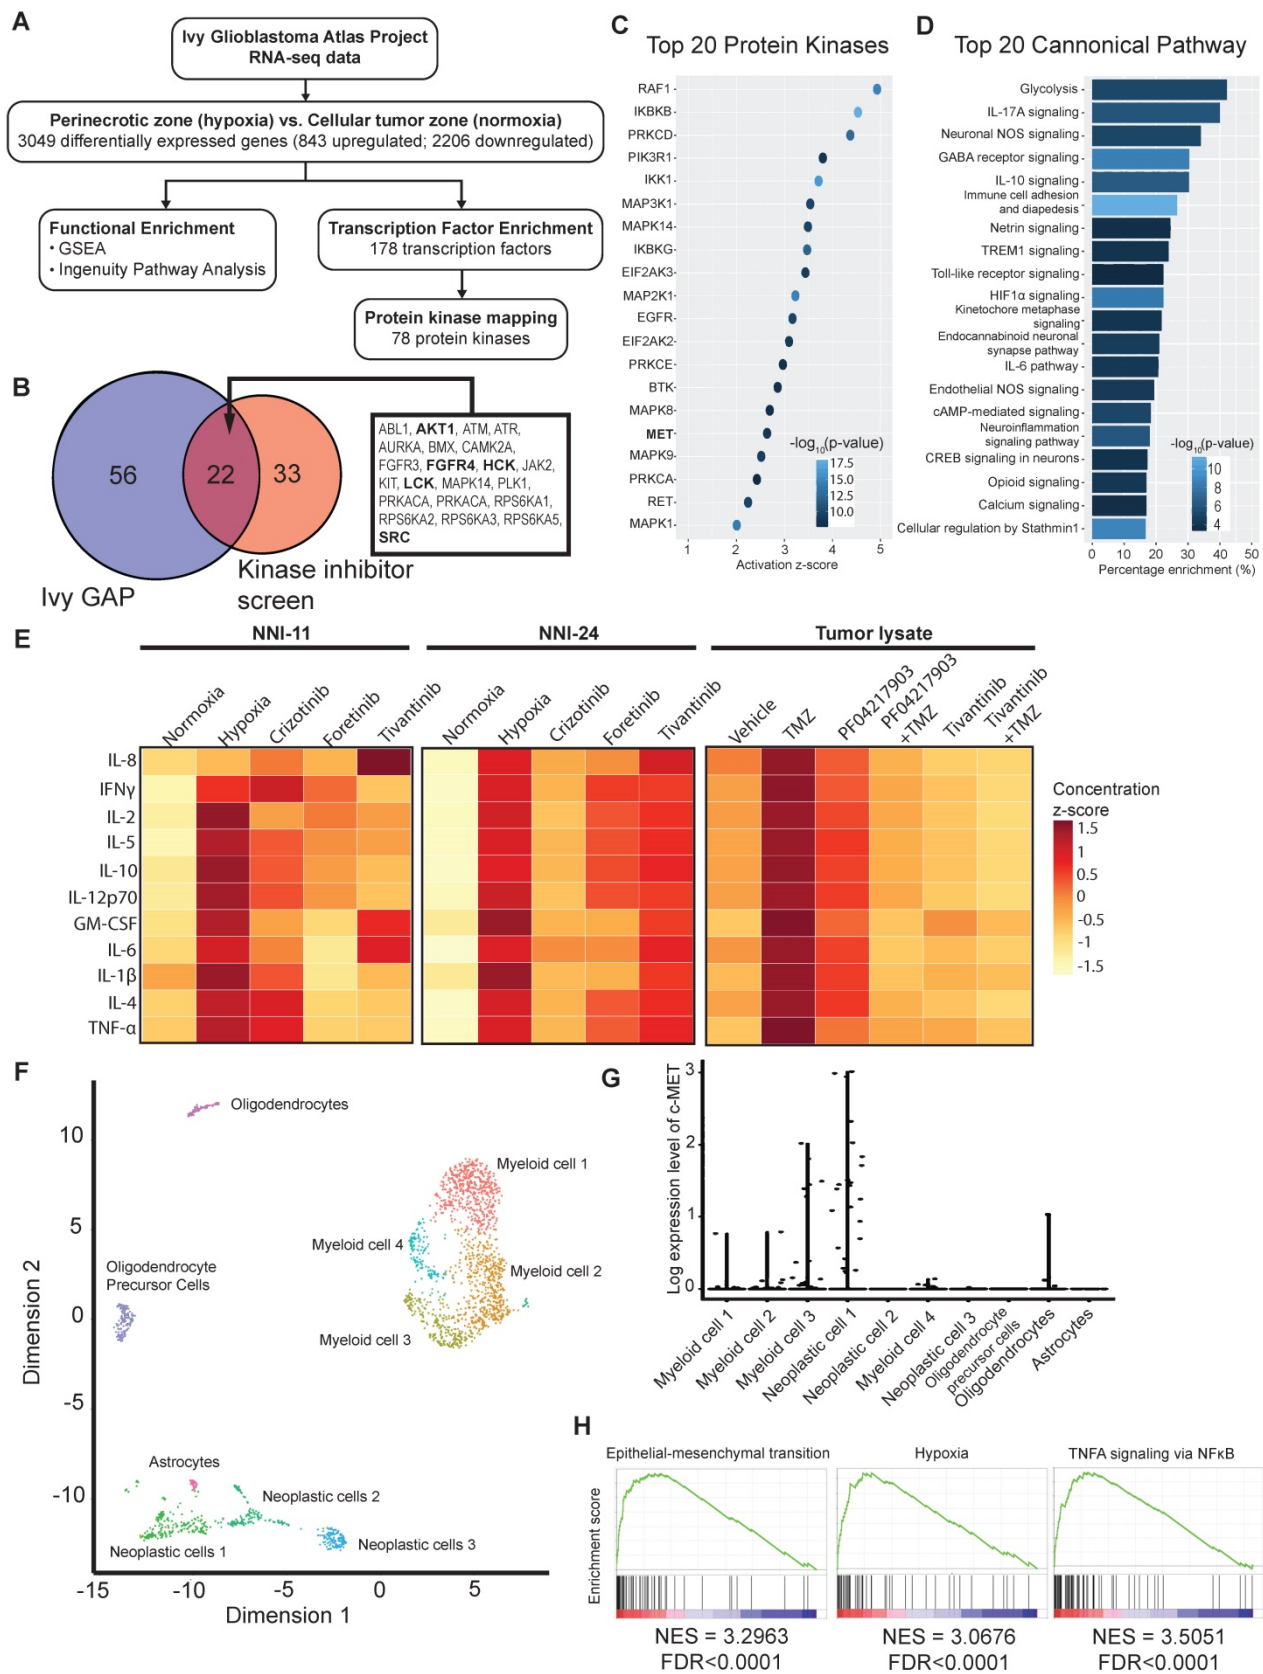 A
Ivy Glioblastoma Atlas Project
RNA-seq data
Perinecrotic zone (hypoxia) vs. Cellular tumor zone (normoxia)
3049 differentially expressed genes (843 upregulated; 2206 downregulated)
Functional Enrichment
• GSEA
• Ingenuity Pathway Analysis
Transcription Factor Enrichment
178 transcription factors
Protein kinase mapping
78 protein kinases
B
56
22
33
Ivy GAP
Kinase inhibitor
screen
ABL1, AKT1, ATM, ATR,
AURKA, BMX, CAMK2A,
FGFR3, FGFR4, HCK, JAK2,
KIT, LCK, MAPK14, PLK1,
PRKACA, PRKACA, RPS6KA1,
RPS6KA2, RPS6KA3, RPS6KA5,
SRC
C
Top 20 Protein Kinases
RAF1
IKBKB
PRKCD
PIK3R1
IKK1
MAP3K1
MAPK14
IKBKG
EIF2AK3
MAP2K1
EGFR
EIF2AK2
PRKCE
BTK
MAPK8
MET
MAPK9
PRKCA
RET
MAPK1
-log10(p-value)
17.5
15.0
12.5
10.0
1 2 3 4 5
Activation z-score
D
Top 20 Cannonical Pathway
Glycolysis
IL-17A signaling
Neuronal NOS signaling
GABA receptor signaling
IL-10 signaling
Immune cell adhesion
and diapedesis
Netrin signaling
TREM1 signaling
Toll-like receptor signaling
HIF1α signaling
Kinetochore metaphase
signaling
Endocannabinoid neuronal
synapse pathway
IL-6 pathway
Endothelial NOS signaling
cAMP-mediated signaling
Neuroinflammation
signaling pathway
CREB signaling in neurons
Opioid signaling
Calcium signaling
Cellular regulation by Stathmin1
-log10(p-value)
10
8
6
4
0 10 20 30 40 50
Percentage enrichment (%)
E
NNI-11
NNI-24
Tumor lysate
Normoxia
Hypoxia
Crizotinib
Foretinib
Tivantinib
Normoxia
Hypoxia
Crizotinib
Foretinib
Tivantinib
Vehicle
TMZ
PF04217903
PF04217903
+TMZ
Tivantinib
Tivantinib
+TMZ
IL-8
IFNγ
IL-2
IL-5
IL-10
IL-12p70
GM-CSF
IL-6
IL-1β
IL-4
TNF-α
Concentration
z-score
1.5
1
0.5
0
-0.5
-1
-1.5
F
Dimension 2
10
5
0
-5
-10
-15 -10 -5 0 5
Dimension 1
Oligodendrocytes
Myeloid cell 1
Myeloid cell 4
Oligodendrocyte
Precursor Cells
Myeloid cell 2
Myeloid cell 3
Astrocytes
Neoplastic cells 2
Neoplastic cells 1
Neoplastic cells 3
G
Log expression level of c-MET
3
2
1
0
Myeloid cell 1
Myeloid cell 2
Myeloid cell 3
Neoplastic cell 1
Neoplastic cell 2
Myeloid cell 4
Neoplastic cell 3
Oligodendrocyte
precursor cells
Oligodendrocytes
Astrocytes
H
Epithelial-mesenchymal transition
Hypoxia
TNFA signaling via NFκB
Enrichment score
NES = 3.2963
FDR<0.0001
NES = 3.0676
FDR<0.0001
NES = 3.5051
FDR<0.0001